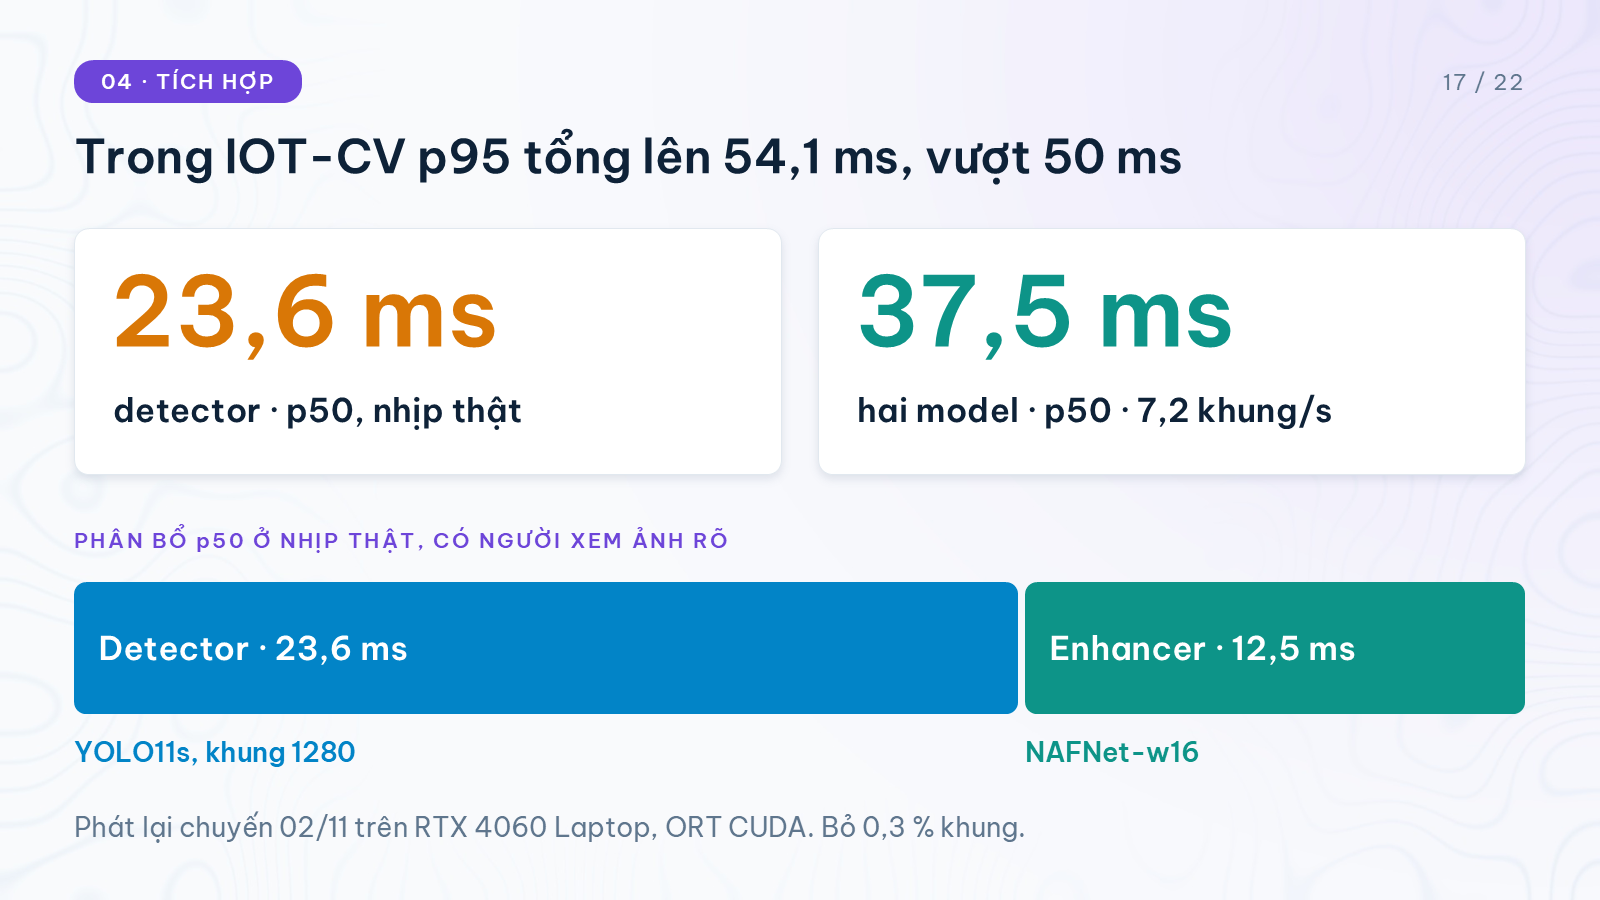 04 · TÍCH HỢP
17 / 22
Trong IOT-CV p95 tổng lên 54,1 ms, vượt 50 ms
23,6 ms
detector · p50, nhịp thật
37,5 ms
hai model · p50 · 7,2 khung/s
PHÂN BỔ p50 Ở NHỊP THẬT, CÓ NGƯỜI XEM ẢNH RÕ
Detector · 23,6 ms
Enhancer · 12,5 ms
YOLO11s, khung 1280
NAFNet-w16
Phát lại chuyến 02/11 trên RTX 4060 Laptop, ORT CUDA. Bỏ 0,3 % khung.